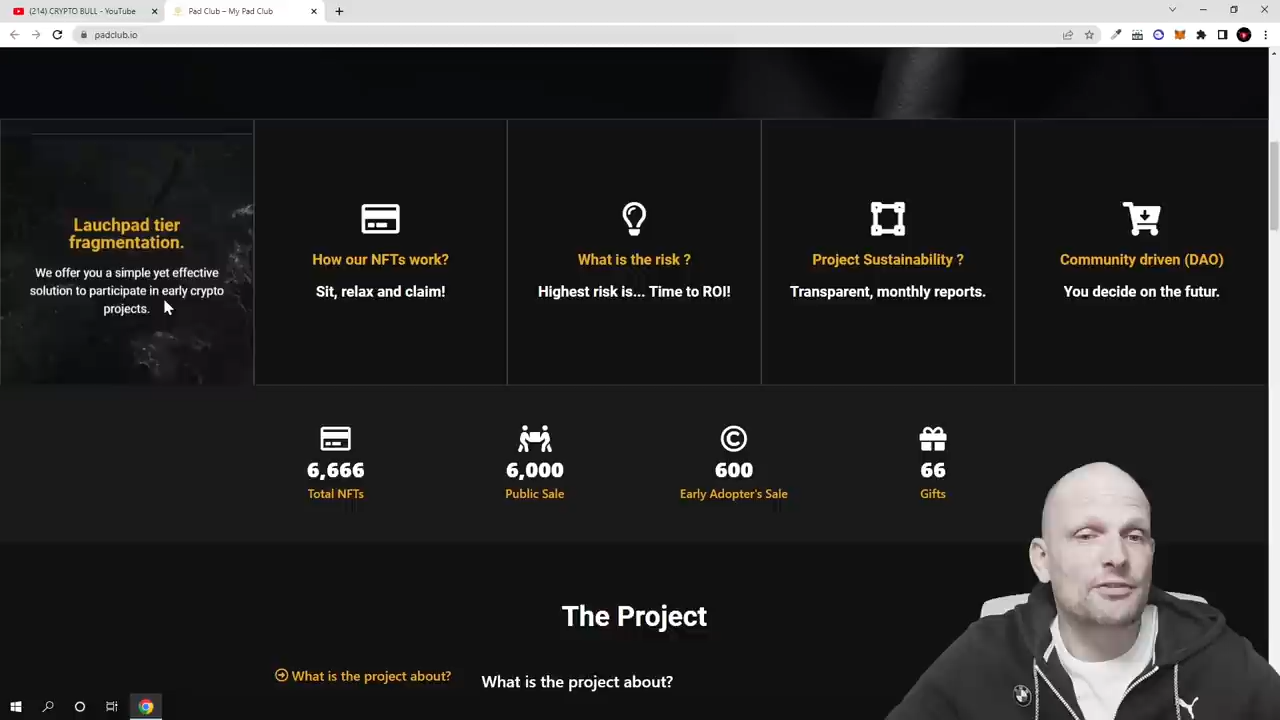 (214) CRYPTO BULL - YouTube
Pad Club – My Pad Club
padclub.io
Lauchpad tier
fragmentation.
We offer you a simple yet effective
solution to participate in early crypto
projects.
How our NFTs work?
Sit, relax and claim!
What is the risk ?
Highest risk is... Time to ROI!
Project Sustainability ?
Transparent, monthly reports.
Community driven (DAO)
You decide on the futur.
6,666
Total NFTs
6,000
Public Sale
600
Early Adopter's Sale
66
Gifts
The Project
What is the project about?
What is the project about?